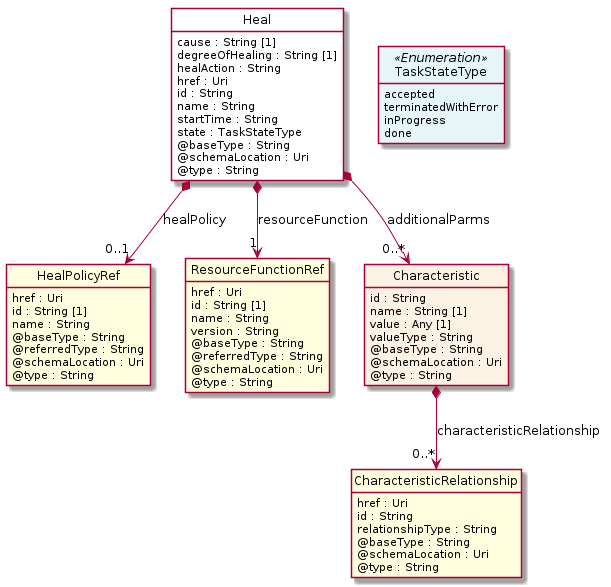 Heal
cause : String [1]
degreeOfHealing : String [1]
healAction : String
href : Uri
id : String
name : String
startTime : String
state : TaskStateType
@baseType : String
@schemaLocation : Uri
@type : String
«Enumeration»
TaskStateType
accepted
terminatedWithError
inProgress
done
healPolicy
resourceFunction
additionalParms
0..1
1
0..*
HealPolicyRef
href : Uri
id : String [1]
name : String
@baseType : String
@referredType : String
@schemaLocation : Uri
@type : String
ResourceFunctionRef
href : Uri
id : String [1]
name : String
version : String
@baseType : String
@referredType : String
@schemaLocation : Uri
@type : String
Characteristic
id : String
name : String [1]
value : Any [1]
valueType : String
@baseType : String
@schemaLocation : Uri
@type : String
characteristicRelationship
0..*
CharacteristicRelationship
href : Uri
id : String
relationshipType : String
@baseType : String
@schemaLocation : Uri
@type : String